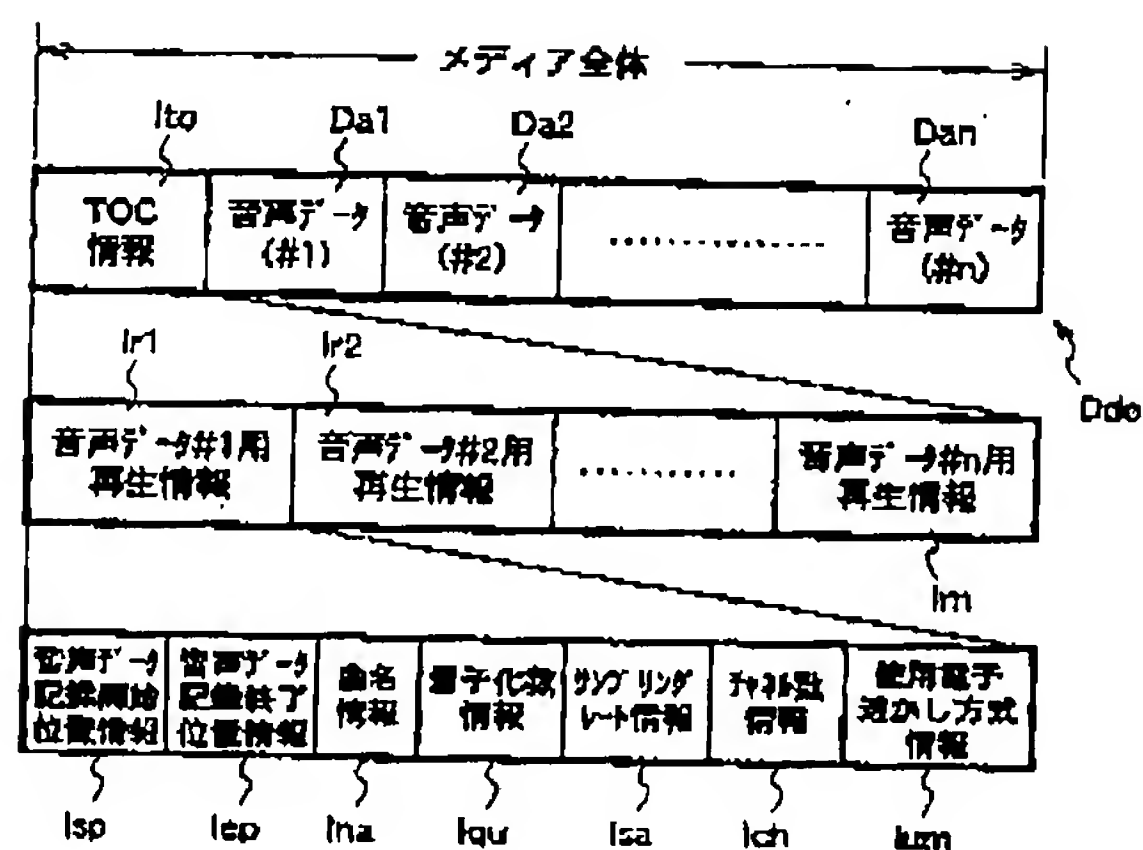 メディア全体
Ito
Da1
Da2
Dan
TOC
情報
音声データ
(#1)
音声データ
(#2)
音声データ
(#n)
Ddo
Ir1
Ir2
音声データ#1用
再生情報
音声データ#2用
再生情報
音声データ#n用
再生情報
音声データ
記録開始
位置情報
音声データ
記録終了
位置情報
曲名
情報
量子化数
情報
サンプリング
レート情報
チャネル数
情報
使用電子
透かし方式
情報
Isp
Iep
Ina
Iqu
Isa
Ich